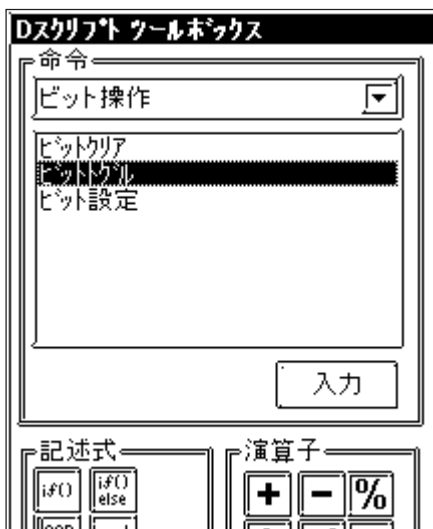 Dｽｸﾘﾌﾟﾄ ﾂｰﾙﾎﾞｯｸｽ
命令
ビット操作
ﾋﾞｯﾄｸﾘｱ
ﾋﾞｯﾄﾄｸﾞﾙ
ﾋﾞｯﾄ設定
入力
記述式
演算子
if()
if()
else
+
-
%